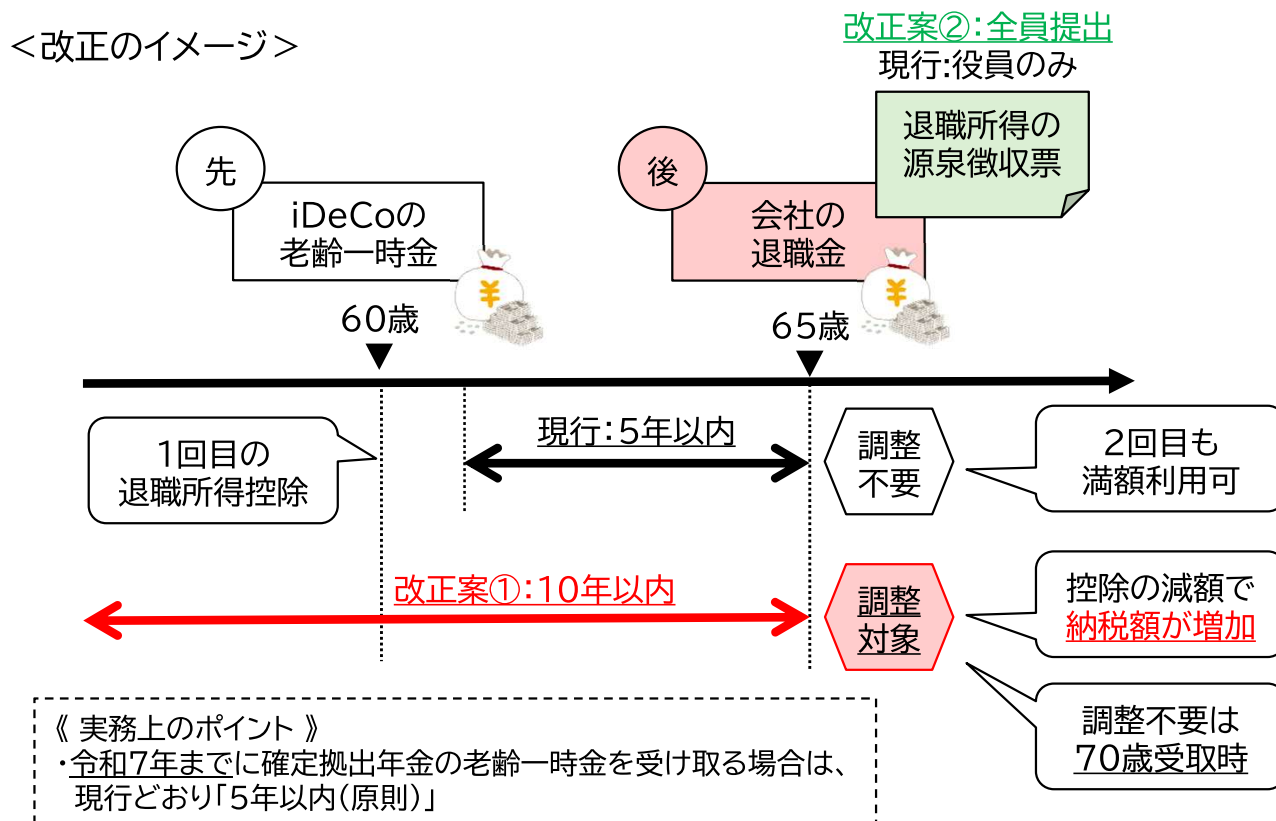 ＜改正のイメージ＞
改正案②：全員提出
現行：役員のみ
退職所得の
源泉徴収票
先
iDeCoの
老齢一時金
後
会社の
退職金
¥
¥
60歳
65歳
1回目の
退職所得控除
現行：5年以内
調整
不要
2回目も
満額利用可
改正案①：10年以内
調整
対象
控除の減額で
納税額が増加
調整不要は
70歳受取時
《 実務上のポイント 》
・令和7年までに確定拠出年金の老齢一時金を受け取る場合は、
現行どおり「5年以内（原則）」